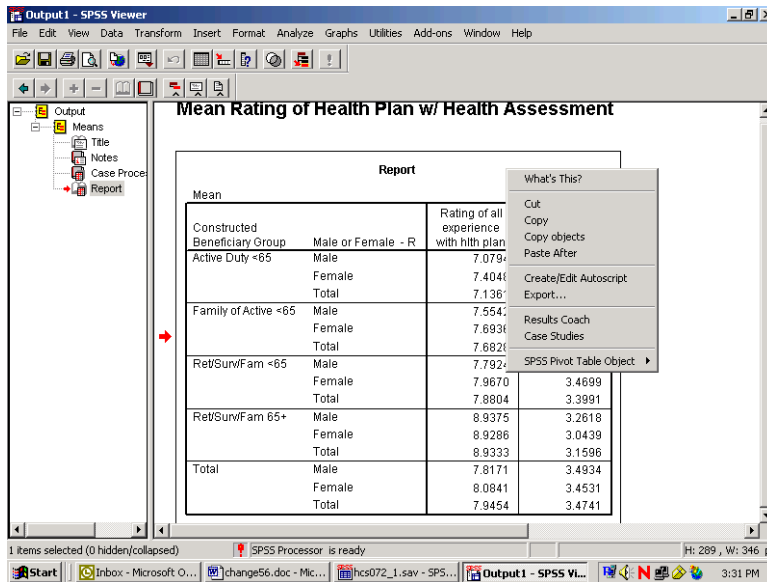 Output1 - SPSS Viewer
File Edit View Data Transform Insert Format Analyze Graphs Utilities Add-ons Window Help
Output
Means
Title
Notes
Case Proce
Report
Mean Rating of Health Plan w/ Health Assessment
Report
Mean
Constructed Beneficiary Group Male or Female - R Rating of all experience with hlth plan
Active Duty <65 Male 7.0794
Female 7.4048
Total 7.1361
Family of Active <65 Male 7.5542
Female 7.6936
Total 7.6828
Ret/Surv/Fam <65 Male 7.7924
Female 7.9670 3.4699
Total 7.8804 3.3991
Ret/Surv/Fam 65+ Male 8.9375 3.2618
Female 8.9286 3.0439
Total 8.9333 3.1596
Total Male 7.8171 3.4934
Female 8.0841 3.4531
Total 7.9454 3.4741
What's This?
Cut
Copy
Copy objects
Paste After
Create/Edit Autoscript
Export...
Results Coach
Case Studies
SPSS Pivot Table Object
1 items selected (0 hidden/collapsed) SPSS Processor is ready H: 289 , W: 346
Start Inbox - Microsoft O... change56.doc - Mic... hcs072_1.sav - SPS... Output1 - SPSS Vi... 3:31 PM